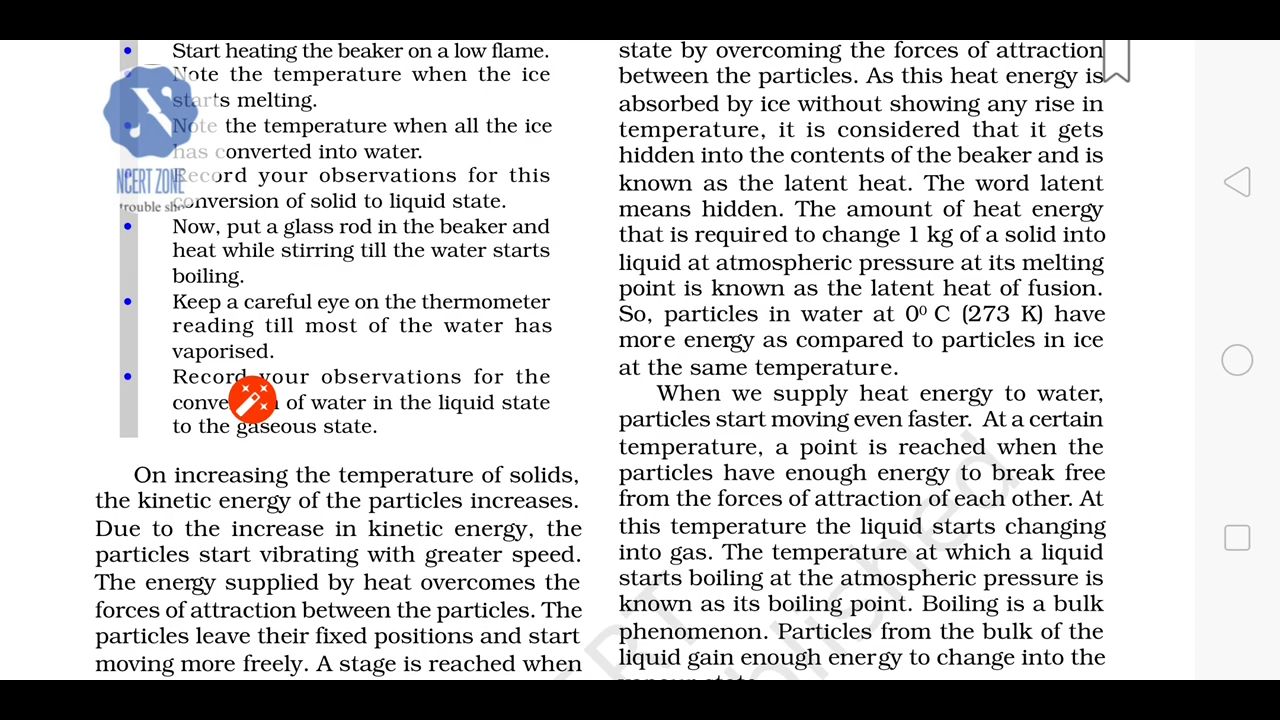 Start heating the beaker on a low flame.
Note the temperature when the ice
starts melting.
Note the temperature when all the ice
has converted into water.
Record your observations for this
conversion of solid to liquid state.
Now, put a glass rod in the beaker and
heat while stirring till the water starts
boiling.
Keep a careful eye on the thermometer
reading till most of the water has
vaporised.
Record your observations for the
of water in the liquid state
to the gaseous state.
On increasing the temperature of solids,
the kinetic energy of the particles increases.
Due to the increase in kinetic energy, the
particles start vibrating with greater speed.
The energy supplied by heat overcomes the
forces of attraction between the particles. The
particles leave their fixed positions and start
moving more freely. A stage is reached when
state by overcoming the forces of attraction
between the particles. As this heat energy is
absorbed by ice without showing any rise in
temperature, it is considered that it gets
hidden into the contents of the beaker and is
known as the latent heat. The word latent
means hidden. The amount of heat energy
that is required to change 1 kg of a solid into
liquid at atmospheric pressure at its melting
point is known as the latent heat of fusion.
So, particles in water at 0⁰ C (273 K) have
more energy as compared to particles in ice
at the same temperature.
When we supply heat energy to water,
particles start moving even faster. At a certain
temperature, a point is reached when the
particles have enough energy to break free
from the forces of attraction of each other. At
this temperature the liquid starts changing
into gas. The temperature at which a liquid
starts boiling at the atmospheric pressure is
known as its boiling point. Boiling is a bulk
phenomenon. Particles from the bulk of the
liquid gain enough energy to change into the
NCERT ZONE
trouble